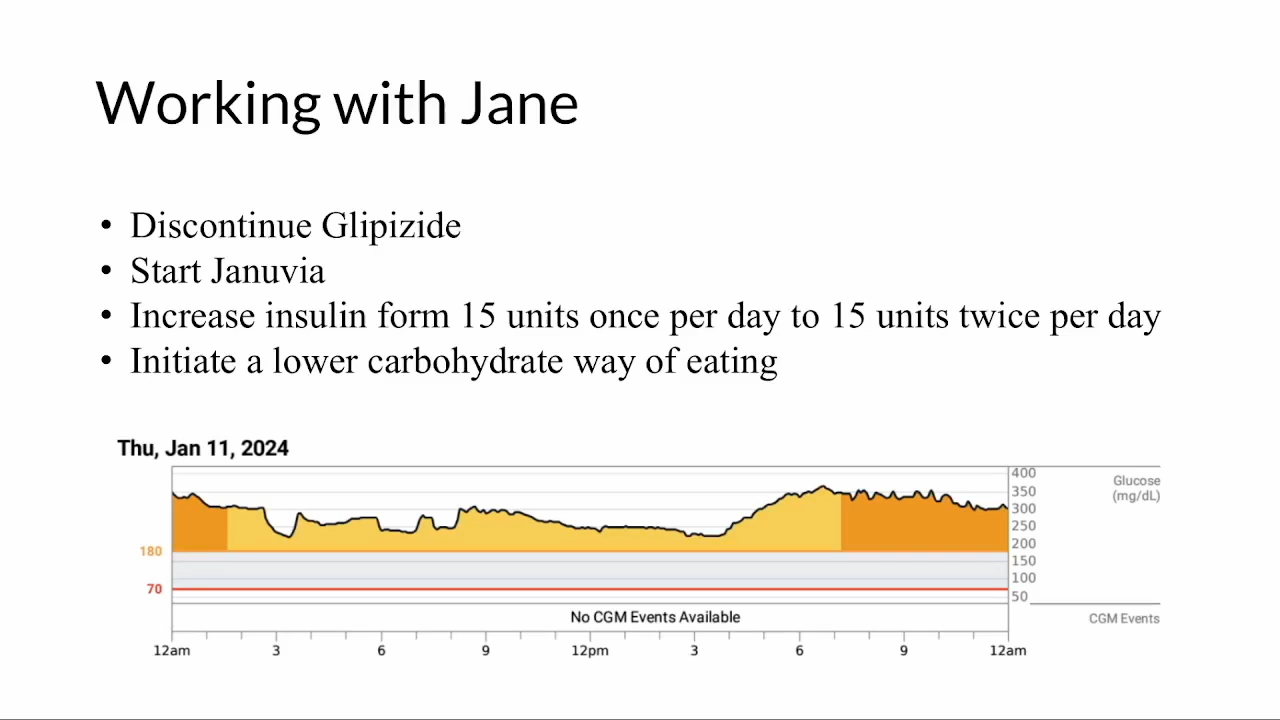 Working with Jane
• Discontinue Glipizide
• Start Januvia
• Increase insulin form 15 units once per day to 15 units twice per day
• Initiate a lower carbohydrate way of eating
Thu, Jan 11, 2024
400
350
300
250
200
150
100
50
Glucose
(mg/dL)
180
70
No CGM Events Available
CGM Events
12am 3 6 9 12pm 3 6 9 12am